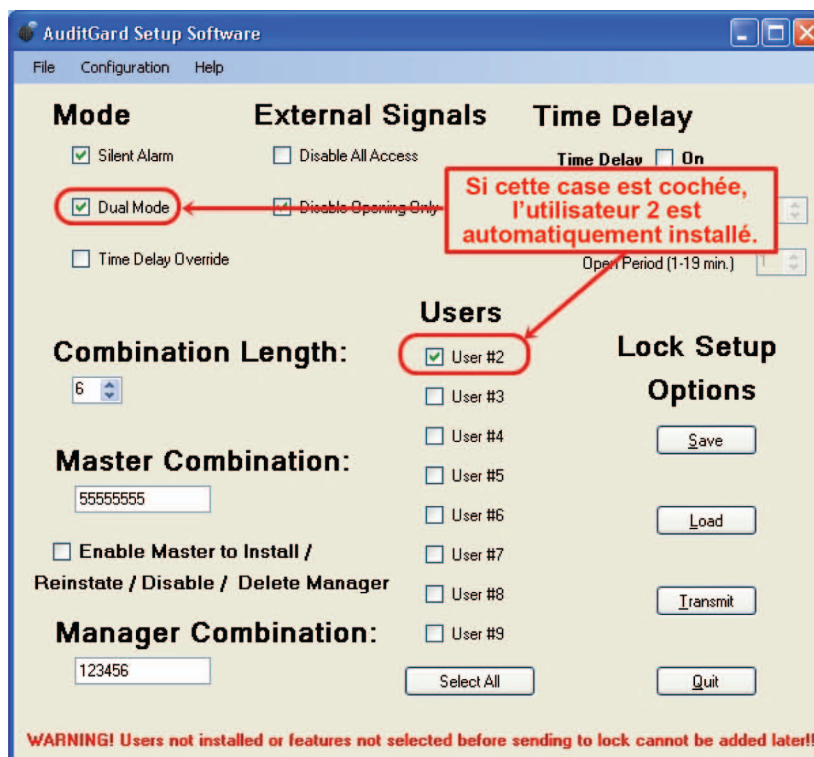 AuditGard Setup Software
File Configuration Help
Mode
Silent Alarm
Dual Mode
Time Delay Override
External Signals
Disable All Access
Disable Opening Only
Time Delay
Time Delay On
Si cette case est cochée,
l'utilisateur 2 est
automatiquement installé.
Open Period (1-19 min.) 1
Combination Length:
6
Master Combination:
55555555
Enable Master to Install /
Reinstate / Disable / Delete Manager
Manager Combination:
123456
Users
User #2
User #3
User #4
User #5
User #6
User #7
User #8
User #9
Select All
Lock Setup
Options
Save
Load
Transmit
Quit
WARNING! Users not installed or features not selected before sending to lock cannot be added later!!